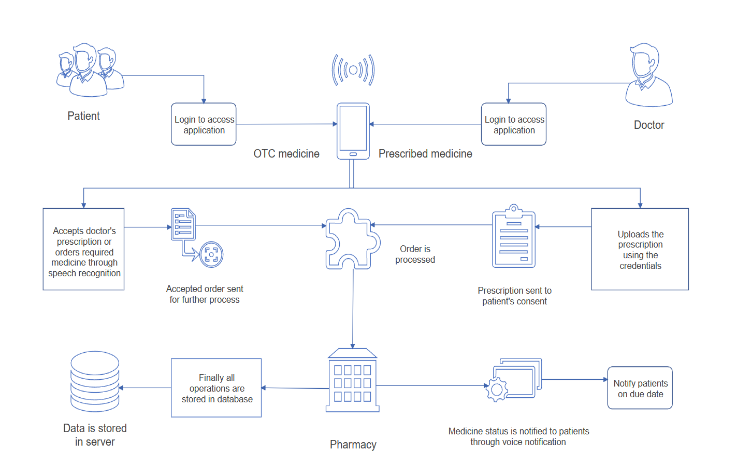 Patient
Login to access
application
OTC medicine
Prescribed medicine
Login to access
application
Doctor
Accepts doctor's
prescription or
orders required
medicine through
speech recognition
Accepted order sent
for further process
Order is
processed
Prescription sent to
patient's consent
Uploads the
prescription
using the
credentials
Data is stored
in server
Finally all
operations are
stored in database
Pharmacy
Medicine status is notified to patients
through voice notification
Notify patients
on due date